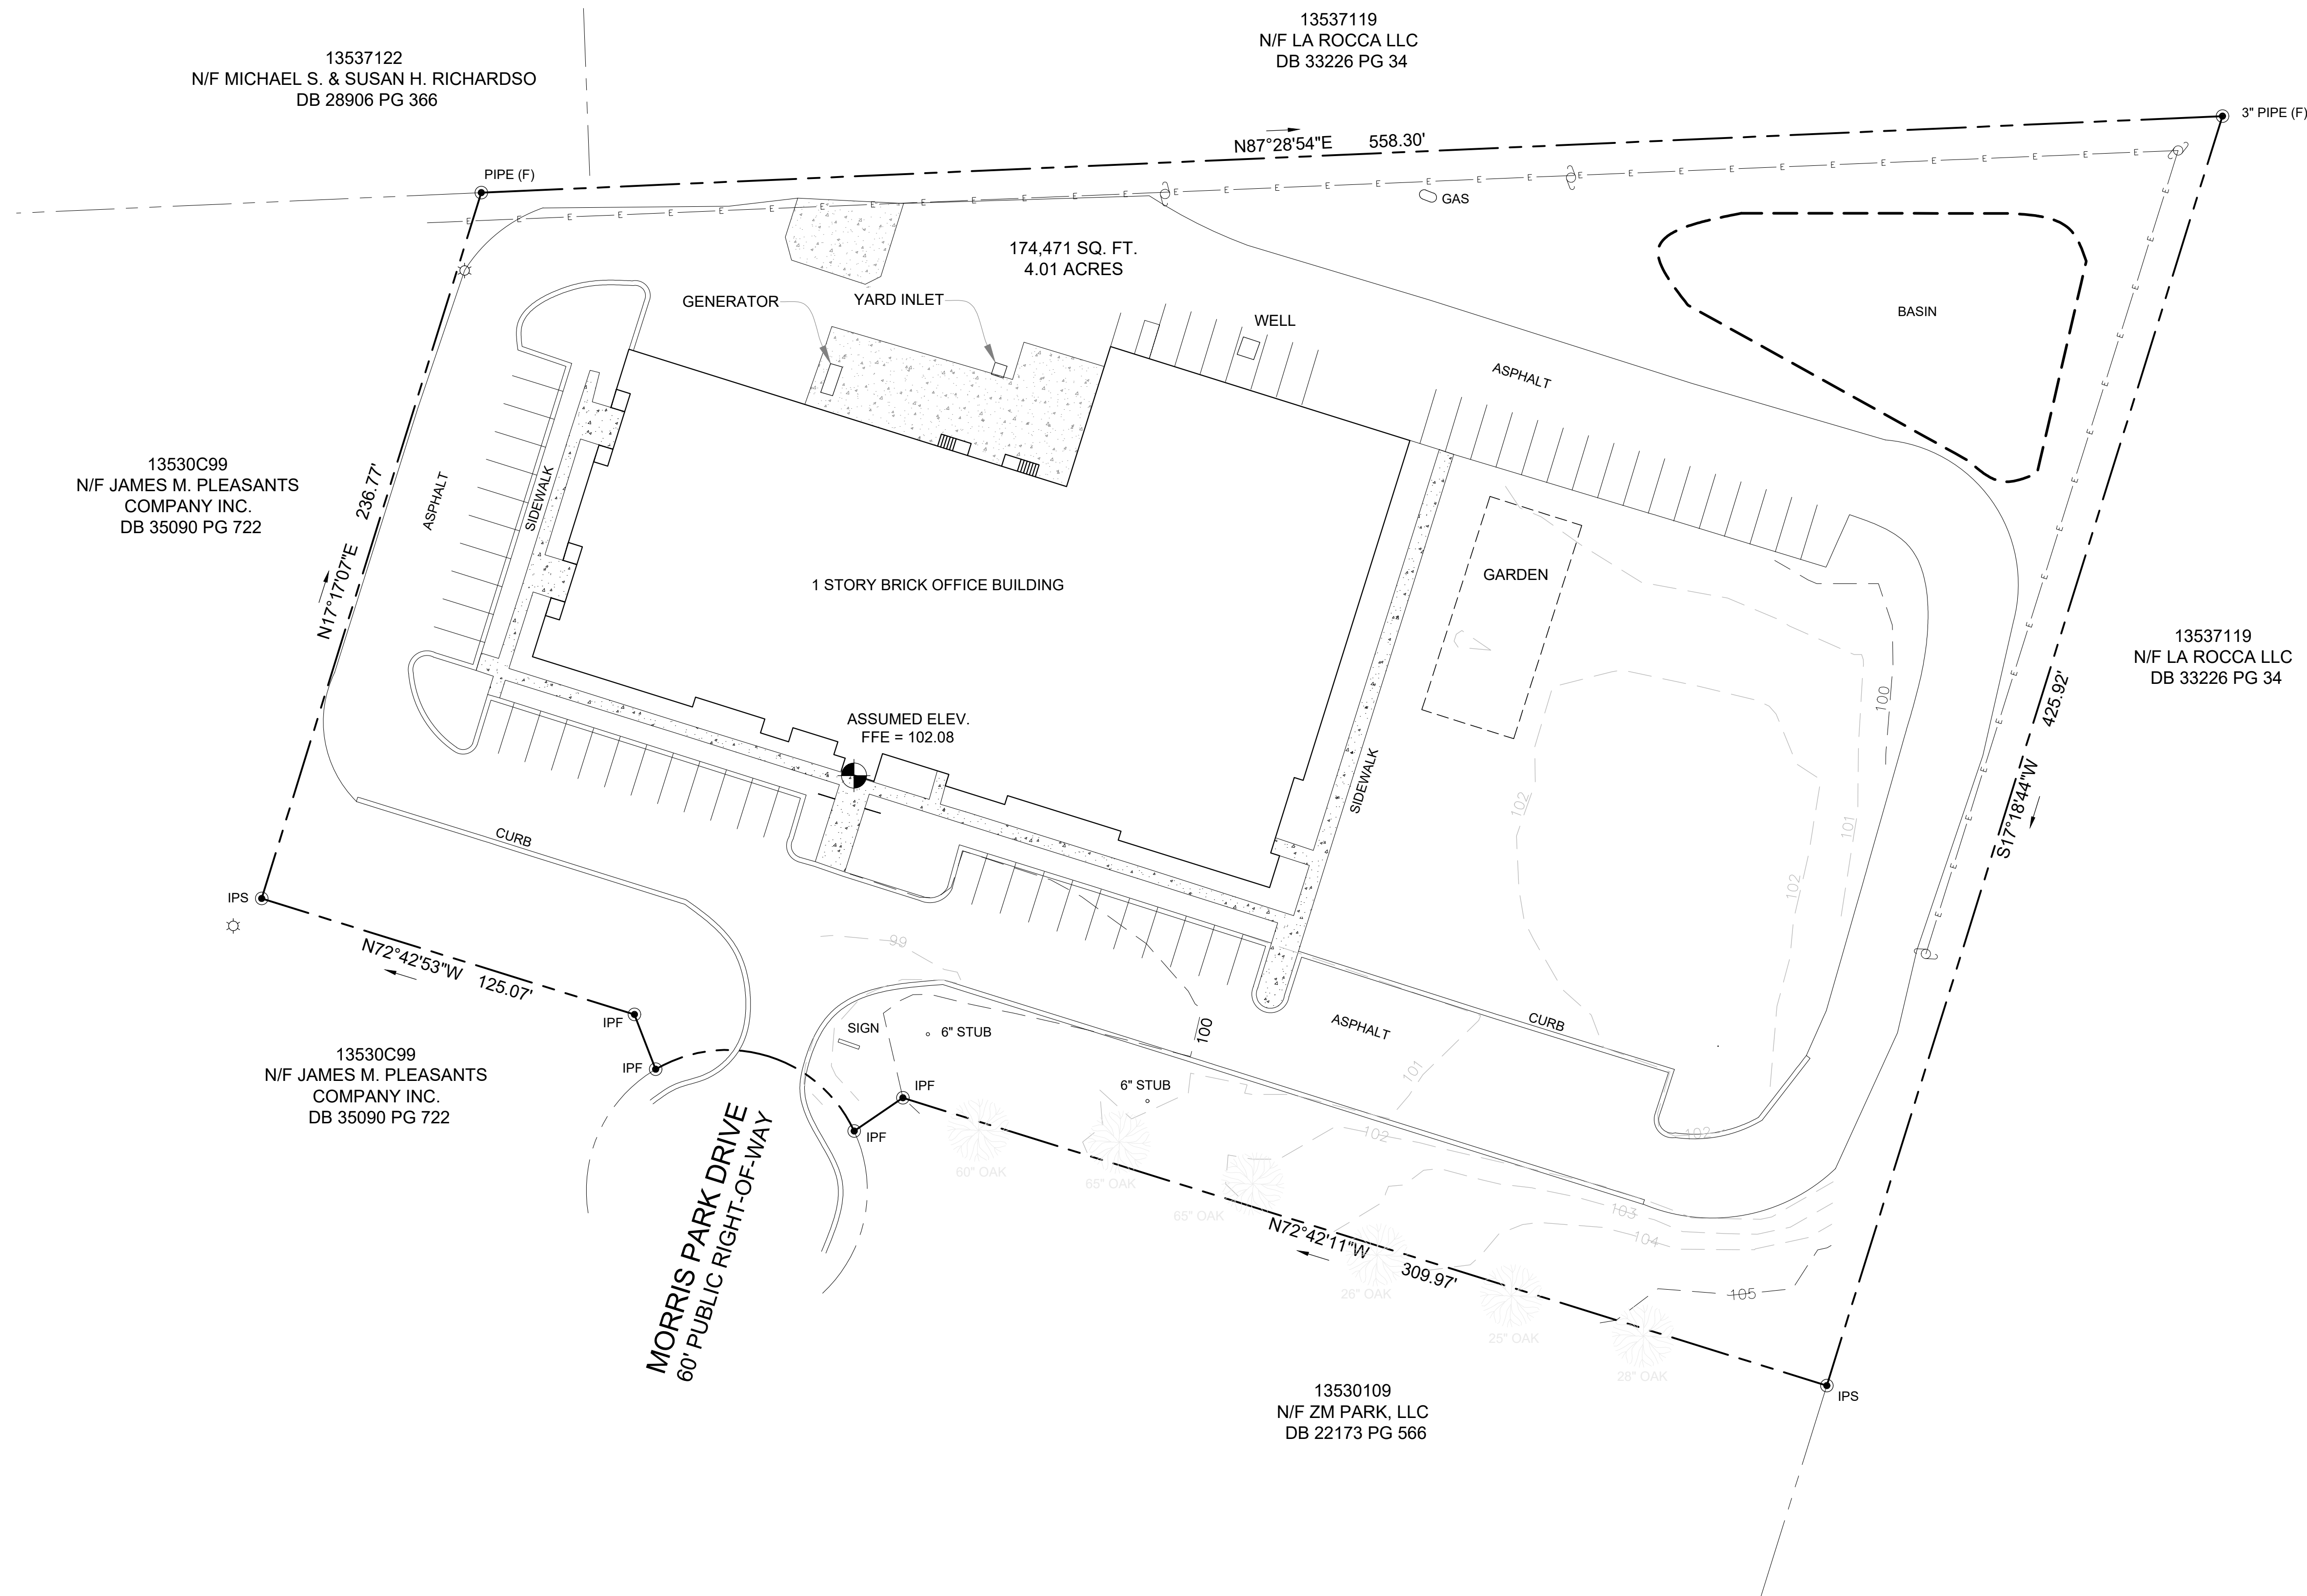 13537119
N/F LA ROCCA LLC
DB 33226 PG 34
13537122
N/F MICHAEL S. & SUSAN H. RICHARDSO
DB 28906 PG 366
3" PIPE (F)
N87°28'54"E 558.30'
PIPE (F)
GAS
174,471 SQ. FT.
4.01 ACRES
GENERATOR
YARD INLET
WELL
BASIN
ASPHALT
13530C99
N/F JAMES M. PLEASANTS
COMPANY INC.
DB 35090 PG 722
N17°17'07"E 236.77'
ASPHALT
SIDEWALK
1 STORY BRICK OFFICE BUILDING
GARDEN
13537119
N/F LA ROCCA LLC
DB 33226 PG 34
S17°18'44"W 425.92'
100
ASSUMED ELEV.
FFE = 102.08
SIDEWALK
102
101
102
CURB
IPS
N72°42'53"W 125.07'
99
IPF
SIGN
6" STUB
100
ASPHALT
CURB
13530C99
N/F JAMES M. PLEASANTS
COMPANY INC.
DB 35090 PG 722
IPF
IPF
6" STUB
101
IPF
102
102
MORRIS PARK DRIVE
60' PUBLIC RIGHT-OF-WAY
60" OAK
65" OAK
65" OAK
103
104
N72°42'11"W 309.97'
26" OAK
105
25" OAK
28" OAK
IPS
13530109
N/F ZM PARK, LLC
DB 22173 PG 566
E E E E E E E E E E E E E E E E E E E E E E E E E E E E E E E E E E E E E E E E E E E E E E E E E E